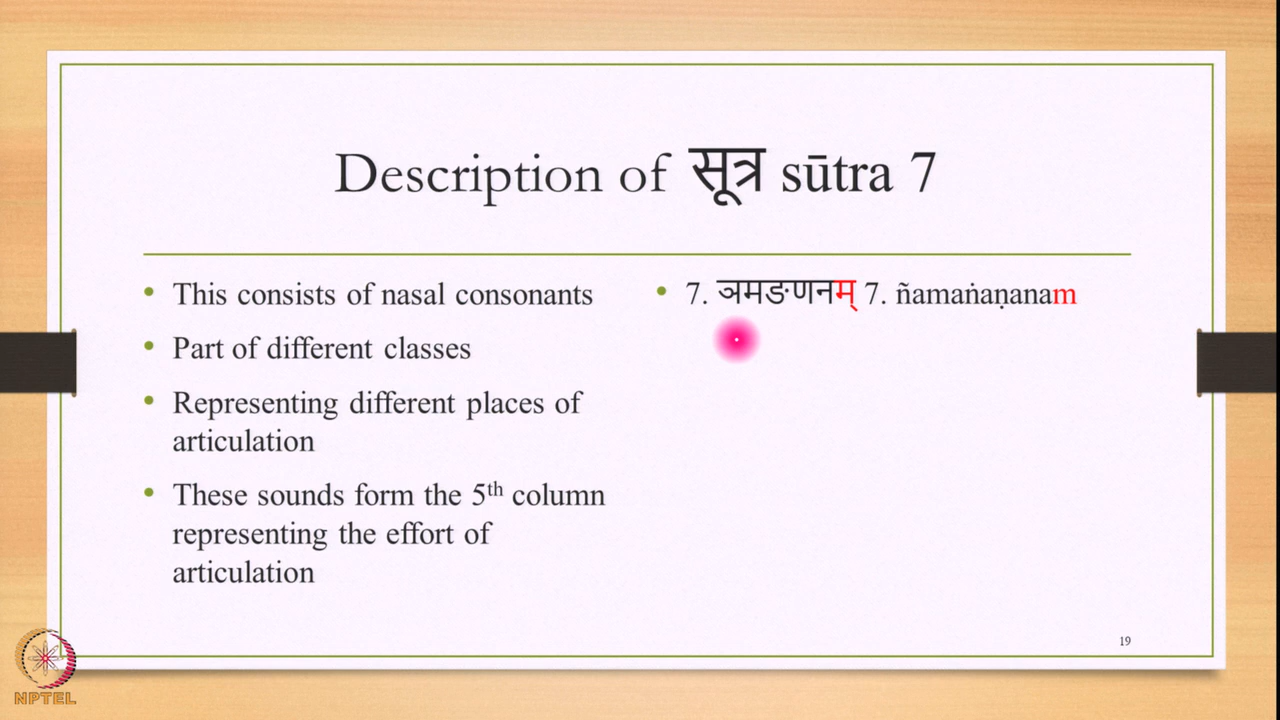 Description of सूत्र sūtra 7
• This consists of nasal consonants
• Part of different classes
• Representing different places of
articulation
• These sounds form the 5th column
representing the effort of
articulation
• 7. ञमङणनम् 7. ñamaṅaṇanam
19
NPTEL